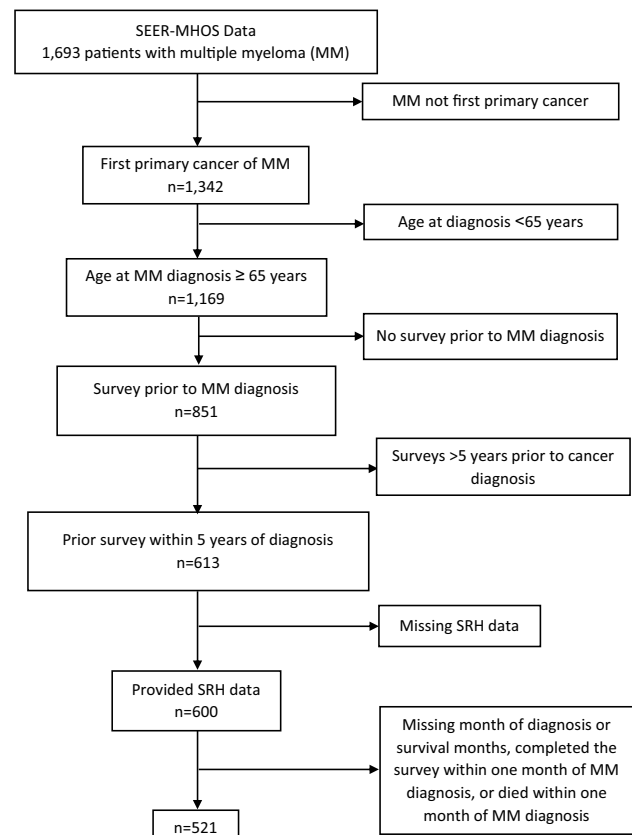 SEER-MHOS Data
1,693 patients with multiple myeloma (MM)
MM not first primary cancer
First primary cancer of MM
n=1,342
Age at diagnosis <65 years
Age at MM diagnosis ≥ 65 years
n=1,169
No survey prior to MM diagnosis
Survey prior to MM diagnosis
n=851
Surveys >5 years prior to cancer
diagnosis
Prior survey within 5 years of diagnosis
n=613
Missing SRH data
Provided SRH data
n=600
Missing month of diagnosis or
survival months, completed the
survey within one month of MM
diagnosis, or died within one
month of MM diagnosis
n=521